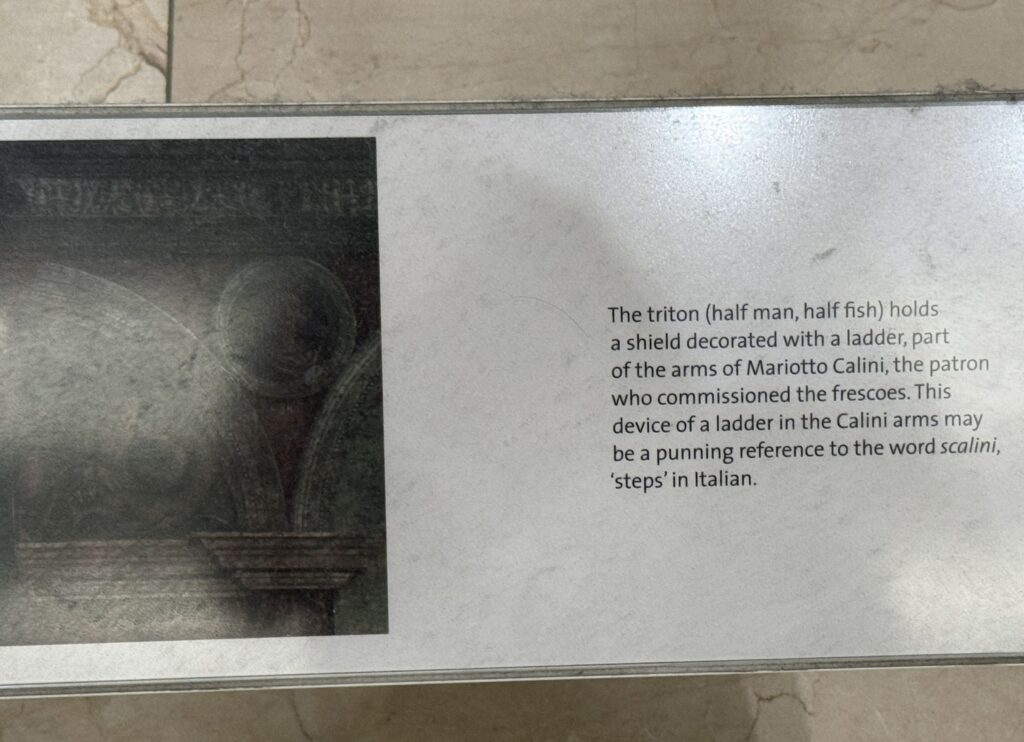 The triton (half man, half fish) holds
a shield decorated with a ladder, part
of the arms of Mariotto Calini, the patron
who commissioned the frescoes. This
device of a ladder in the Calini arms may
be a punning reference to the word scalini,
‘steps’ in Italian.